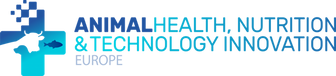 ANIMALHEALTH, NUTRITION
&TECHNOLOGY INNOVATION
EUROPE